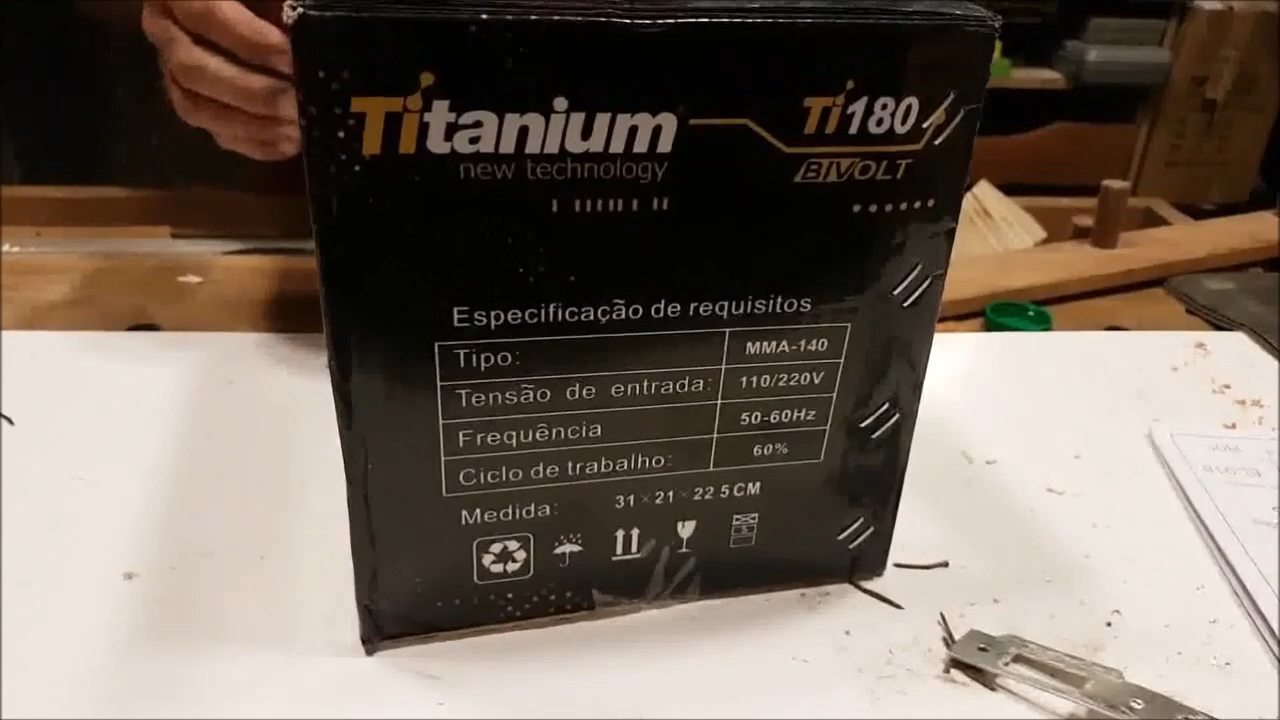 Titanium
new technology
Ti180
BIVOLT
Especificação de requisitos
Tipo: MMA-140
Tensão de entrada: 110/220V
Frequência 50-60Hz
Ciclo de trabalho: 60%
Medida: 31×21×22 5CM